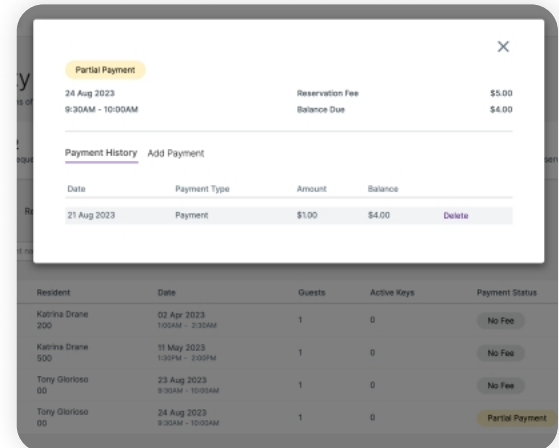 Partial Payment
24 Aug 2023 Reservation Fee $5.00
9:30AM - 10:00AM Balance Due $4.00
Payment History Add Payment
Date Payment Type Amount Balance
21 Aug 2023 Payment $1.00 $4.00 Delete
Resident Date Guests Active Keys Payment Status
Katrina Drane 02 Apr 2023 1 0 No Fee
200 1:00AM - 2:30AM
Katrina Drane 11 May 2023 1 0 No Fee
500 1:30PM - 2:00PM
Tony Glorioso 23 Aug 2023 1 0 No Fee
00 9:30AM - 10:00AM
Tony Glorioso 24 Aug 2023 1 0 Partial Payment
00 9:30AM - 10:00AM